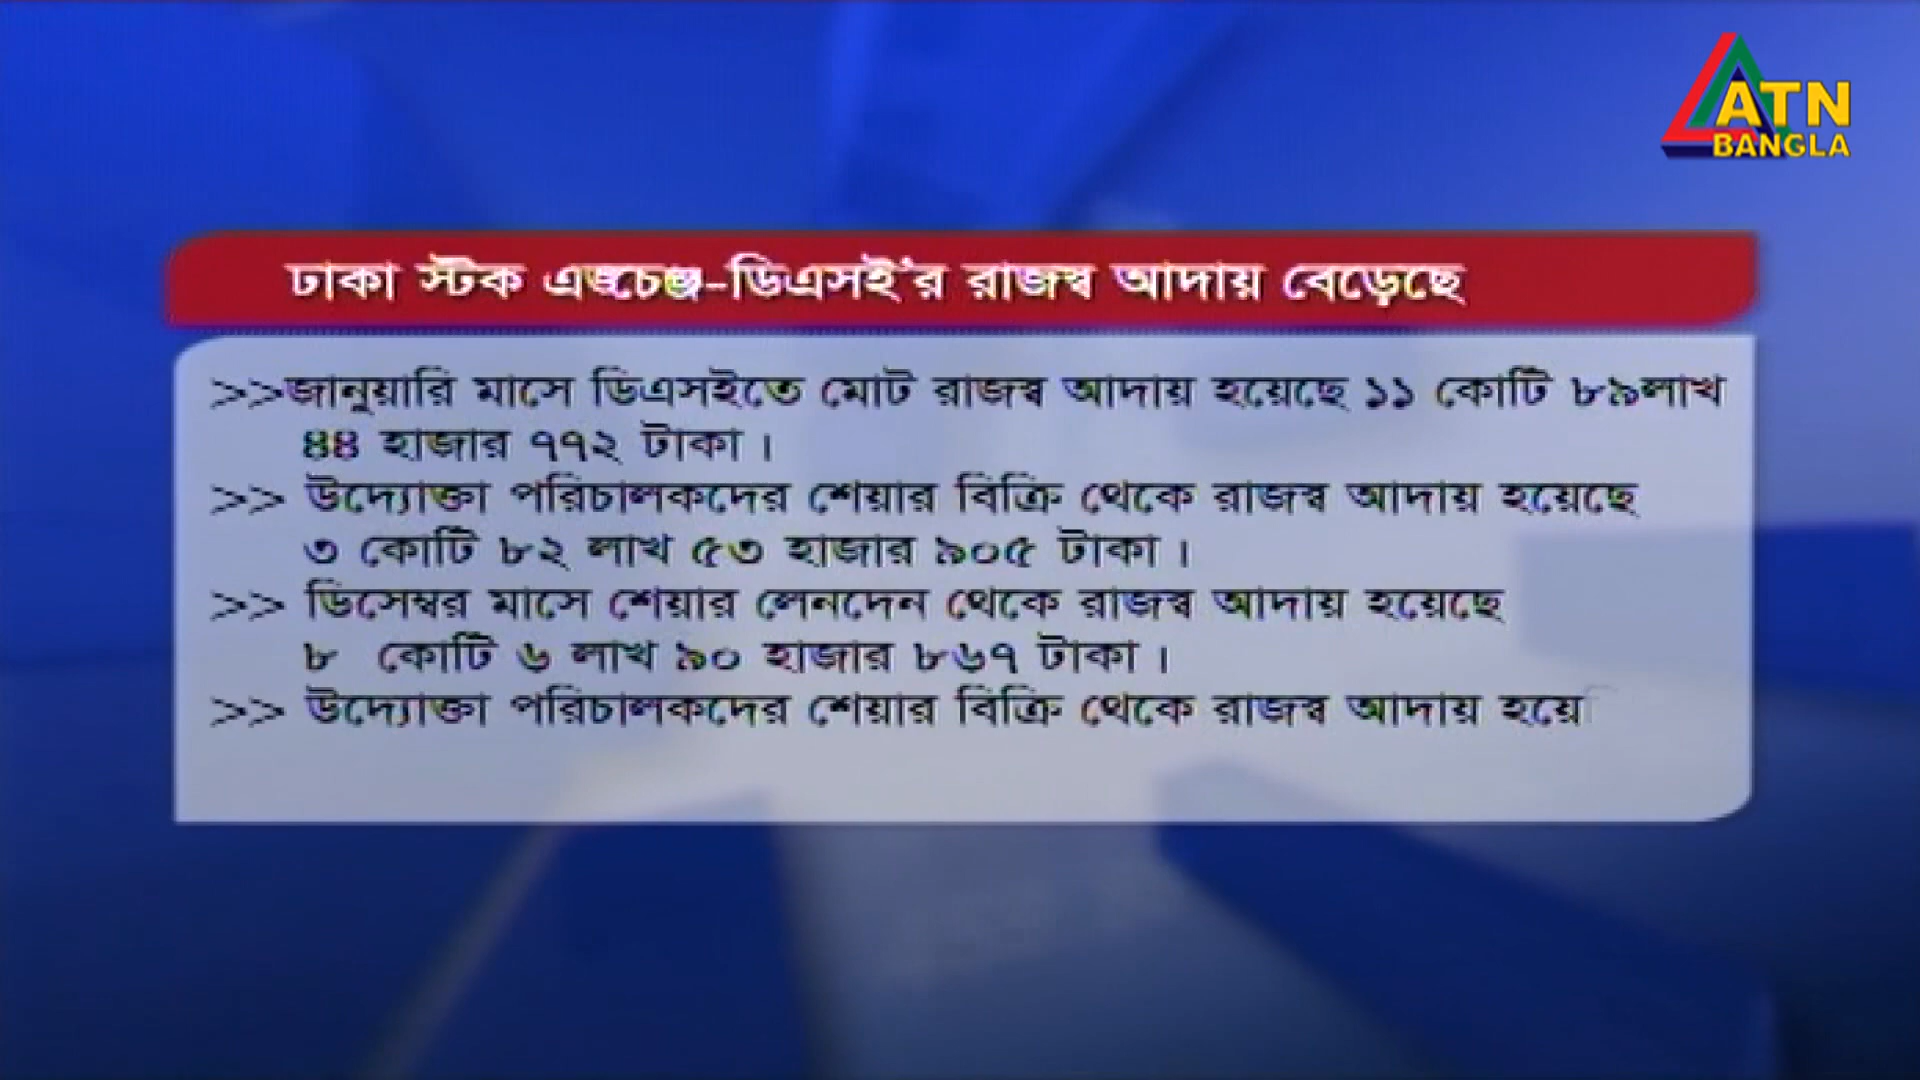 ATN
BANGLA
ঢাকা স্টক এক্সচেঞ্জ-ডিএসই'র রাজস্ব আদায় বেড়েছে
>>জানুয়ারি মাসে ডিএসইতে মোট রাজস্ব আদায় হয়েছে ১১ কোটি ৮৯লাখ
৪৪ হাজার ৭৭২ টাকা।
>> উদ্যোক্তা পরিচালকদের শেয়ার বিক্রি থেকে রাজস্ব আদায় হয়েছে
৩ কোটি ৮২ লাখ ৫৩ হাজার ৯০৫ টাকা।
>> ডিসেম্বর মাসে শেয়ার লেনদেন থেকে রাজস্ব আদায় হয়েছে
৮ কোটি ৬ লাখ ৯০ হাজার ৮৬৭ টাকা।
>> উদ্যোক্তা পরিচালকদের শেয়ার বিক্রি থেকে রাজস্ব আদায় হয়ে